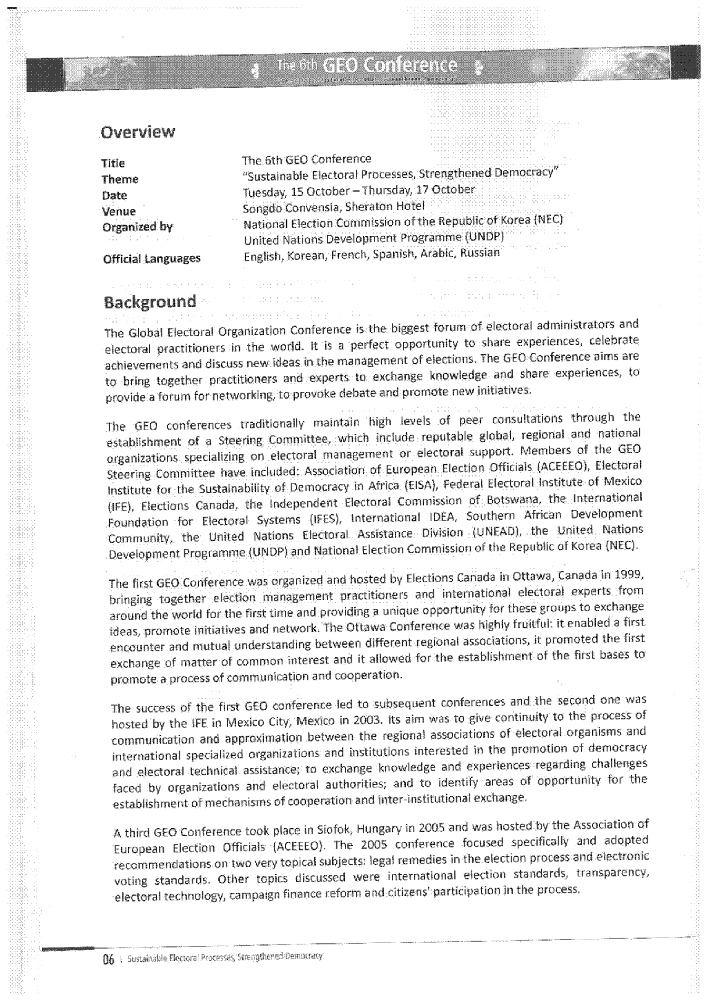 The 6th GEO Conference
Overview
Title The 6th GEO Conference
Theme "Sustainable Electoral Processes, Strengthened Democracy"
Date Tuesday, 15 October – Thursday, 17 October
Venue Songdo Convensia, Sheraton Hotel
Organized by National Election Commission of the Republic of Korea (NEC)
United Nations Development Programme (UNDP)
Official Languages English, Korean, French, Spanish, Arabic, Russian
Background
The Global Electoral Organization Conference is the biggest forum of electoral administrators and
electoral practitioners in the world. It is a perfect opportunity to share experiences, celebrate
achievements and discuss new ideas in the management of elections. The GEO Conference aims are
to bring together practitioners and experts to exchange knowledge and share experiences, to
provide a forum for networking, to provoke debate and promote new initiatives.
The GEO conferences traditionally maintain high levels of peer consultations through the
establishment of a Steering Committee, which include reputable global, regional and national
organizations specializing on electoral management or electoral support. Members of the GEO
Steering Committee have included: Association of European Election Officials (ACEEEO), Electoral
Institute for the Sustainability of Democracy in Africa (EISA), Federal Electoral Institute of Mexico
(IFE), Elections Canada, the Independent Electoral Commission of Botswana, the International
Foundation for Electoral Systems (IFES), International IDEA, Southern African Development
Community, the United Nations Electoral Assistance Division (UNEAD), the United Nations
Development Programme (UNDP) and National Election Commission of the Republic of Korea (NEC).
The first GEO Conference was organized and hosted by Elections Canada in Ottawa, Canada in 1999,
bringing together election management practitioners and international electoral experts from
around the world for the first time and providing a unique opportunity for these groups to exchange
ideas, promote initiatives and network. The Ottawa Conference was highly fruitful: it enabled a first
encounter and mutual understanding between different regional associations, it promoted the first
exchange of matter of common interest and it allowed for the establishment of the first bases to
promote a process of communication and cooperation.
The success of the first GEO conference led to subsequent conferences and the second one was
hosted by the IFE in Mexico City, Mexico in 2003. Its aim was to give continuity to the process of
communication and approximation between the regional associations of electoral organisms and
international specialized organizations and institutions interested in the promotion of democracy
and electoral technical assistance; to exchange knowledge and experiences regarding challenges
faced by organizations and electoral authorities; and to identify areas of opportunity for the
establishment of mechanisms of cooperation and inter-institutional exchange.
A third GEO Conference took place in Siofok, Hungary in 2005 and was hosted by the Association of
European Election Officials (ACEEEO). The 2005 conference focused specifically and adopted
recommendations on two very topical subjects: legal remedies in the election process and electronic
voting standards. Other topics discussed were international election standards, transparency,
electoral technology, campaign finance reform and citizens' participation in the process.
06 | Sustainable Electoral Processes, Strengthened Democracy